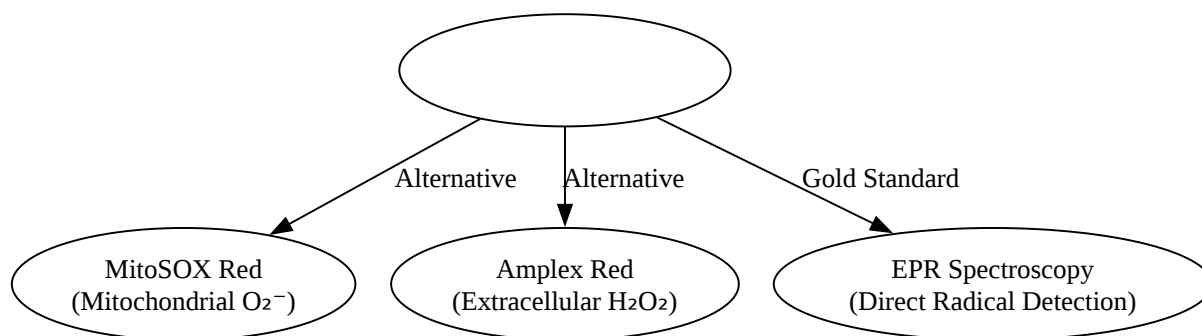 Alternative
Alternative
Gold Standard
MitoSOX Red
(Mitochondrial O₂⁻)
Amplex Red
(Extracellular H₂O₂)
EPR Spectroscopy
(Direct Radical Detection)